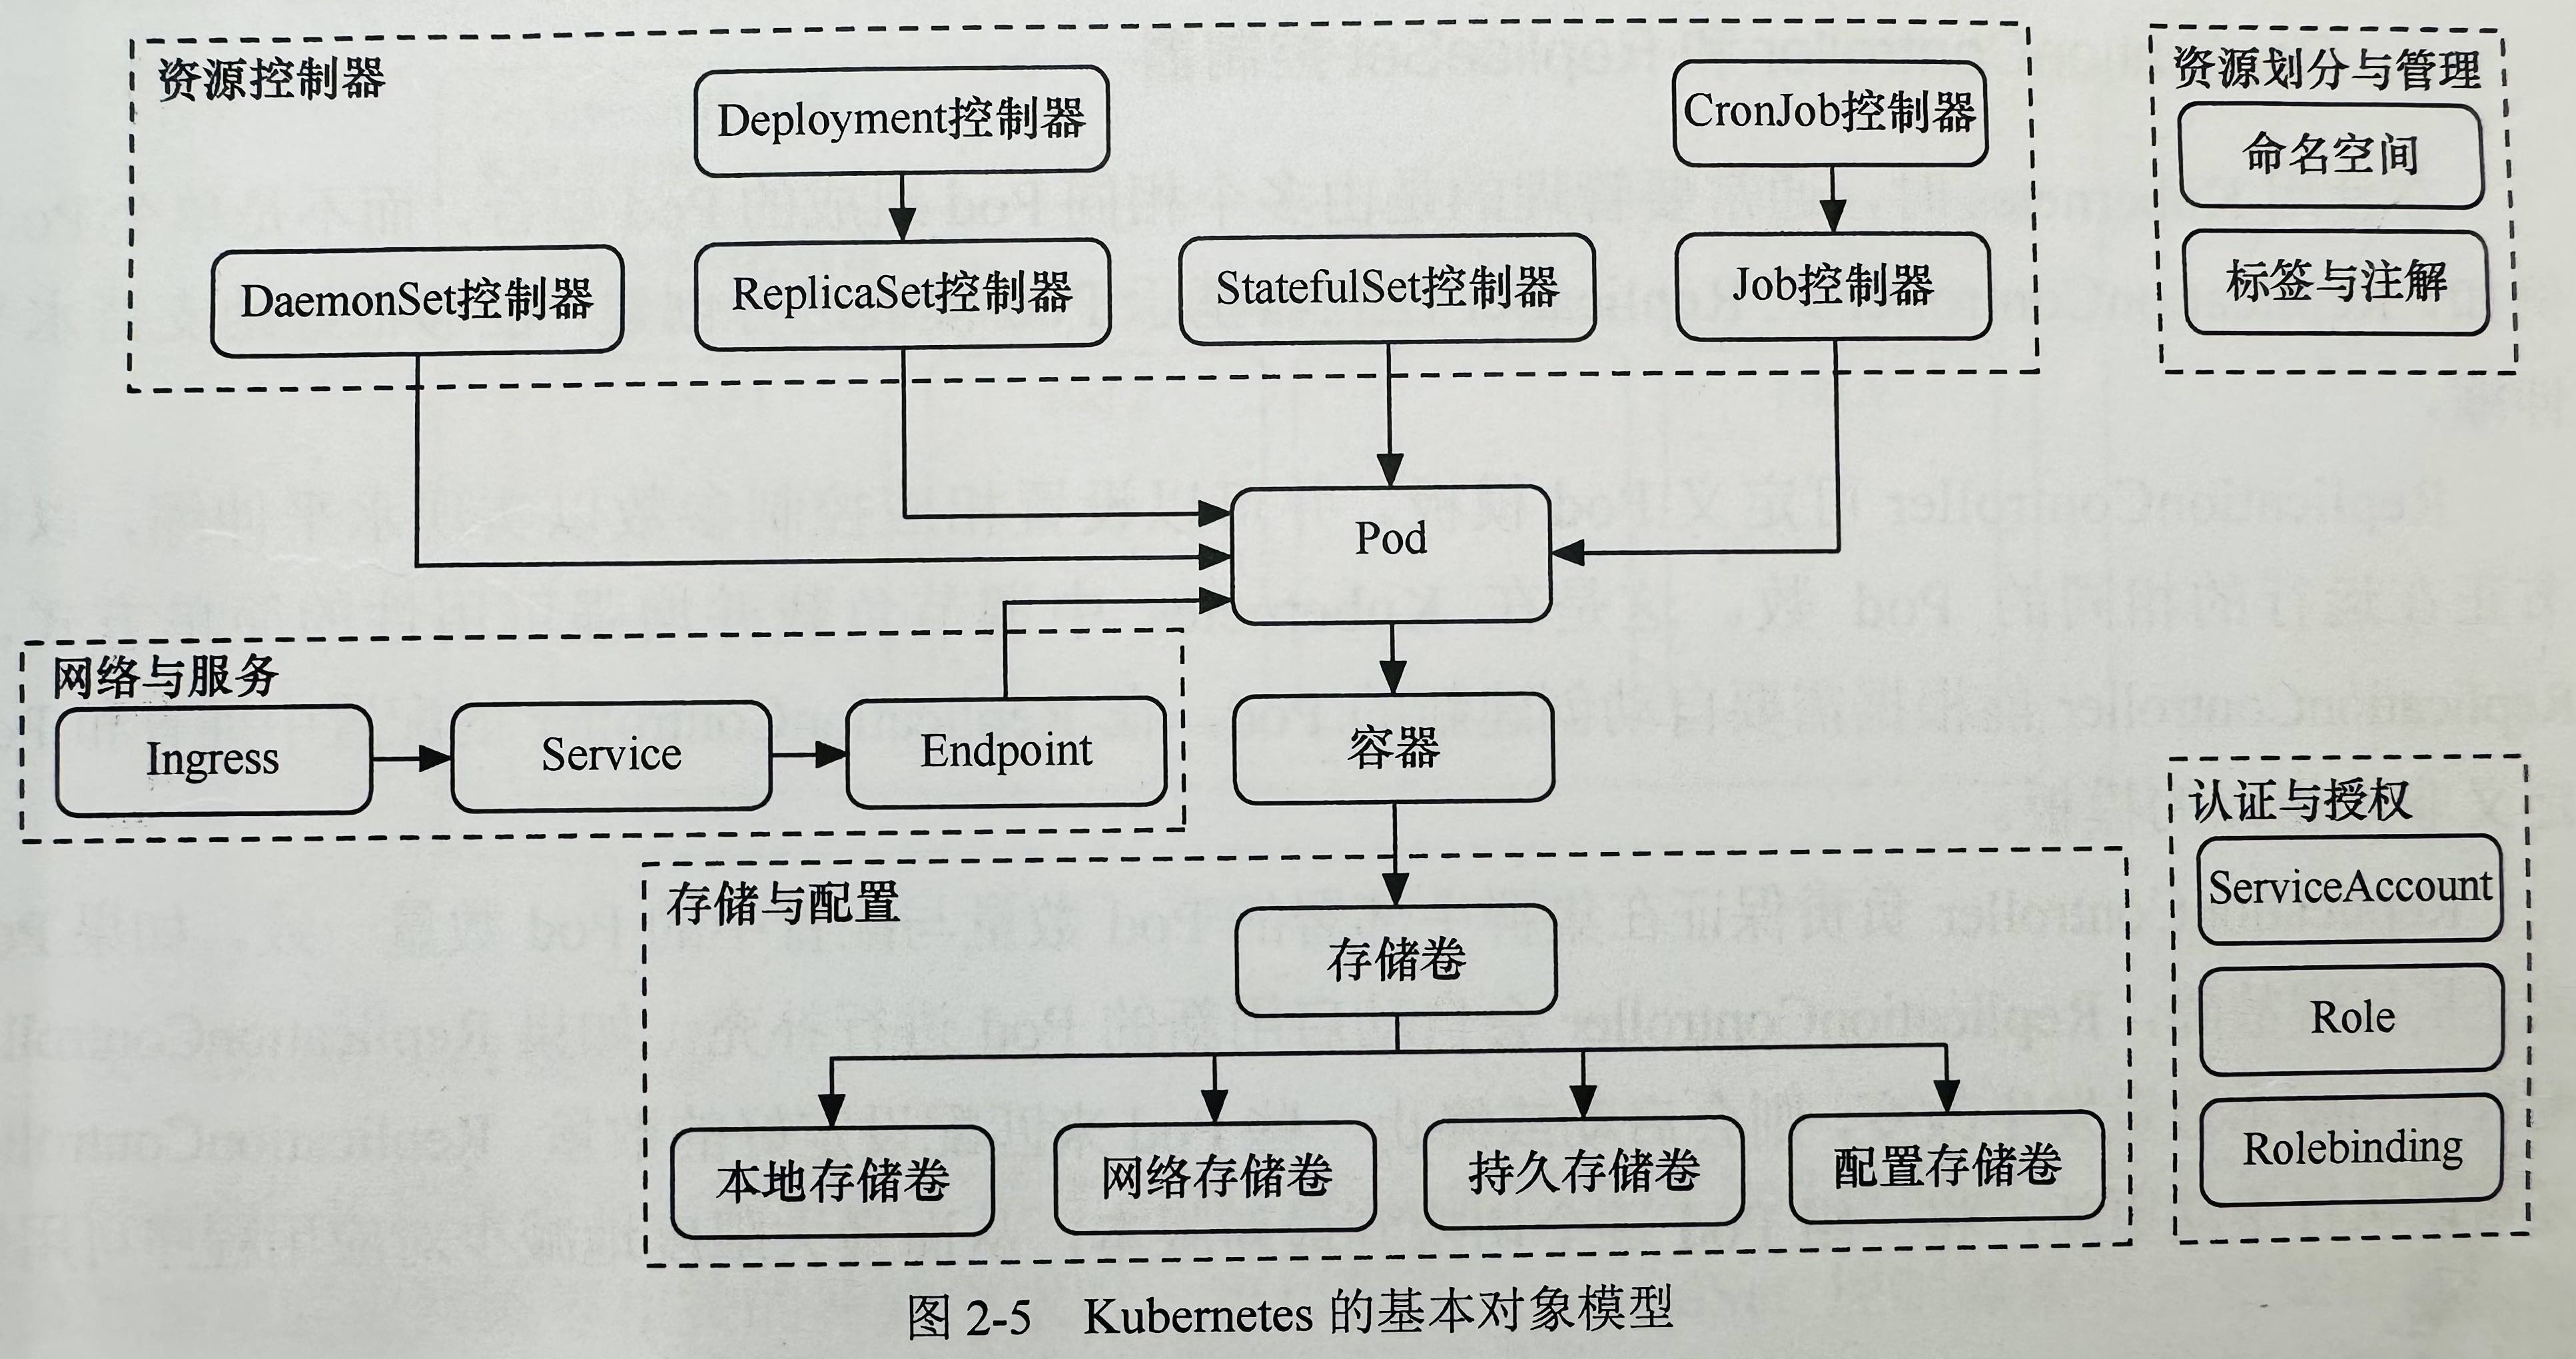 资源控制器
Deployment控制器
CronJob控制器
DaemonSet控制器
ReplicaSet控制器
StatefulSet控制器
Job控制器
资源划分与管理
命名空间
标签与注解
Pod
网络与服务
Ingress
Service
Endpoint
容器
存储与配置
存储卷
本地存储卷
网络存储卷
持久存储卷
配置存储卷
认证与授权
ServiceAccount
Role
Rolebinding
图 2-5 Kubernetes 的基本对象模型